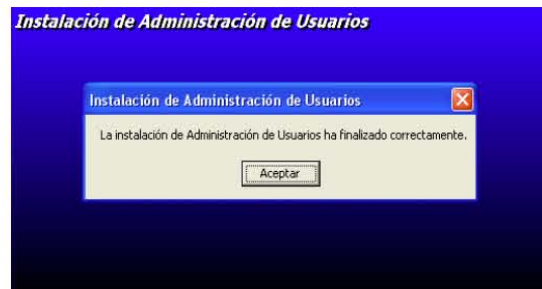 Instalación de Administración de Usuarios
Instalación de Administración de Usuarios
La instalación de Administración de Usuarios ha finalizado correctamente.
Aceptar